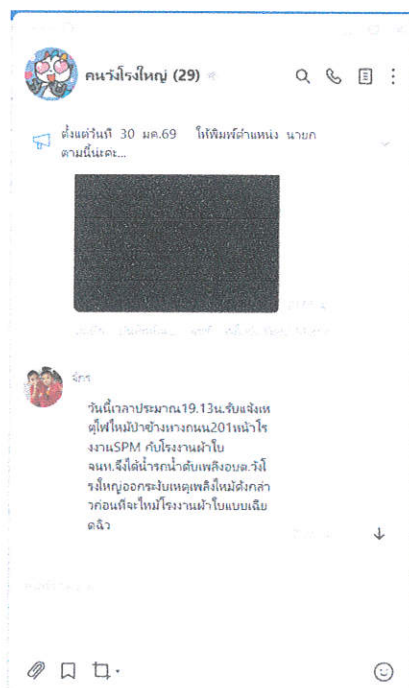 คนวังโรงใหญ่ (29)
ตั้งแต่วันที่ 30 มค.69 ให้พิมพ์ตำแหน่ง นายก
ตามนี้นะคะ...
จักร
วันนี้เวลาประมาณ19.13น.รับแจ้งเห
ตุไฟไหม้ป่าข้างทางถนน201หน้าโร
งงานSPM กับโรงงานผ้าใบ
จนท.จึงได้นำรถน้ำดับเพลิงอบต.วังโ
รงใหญ่ออกระงับเหตุเพลิงไหม้ดังกล่า
วก่อนที่จะไหม้โรงงานผ้าใบแบบเฉีย
ดฉิว